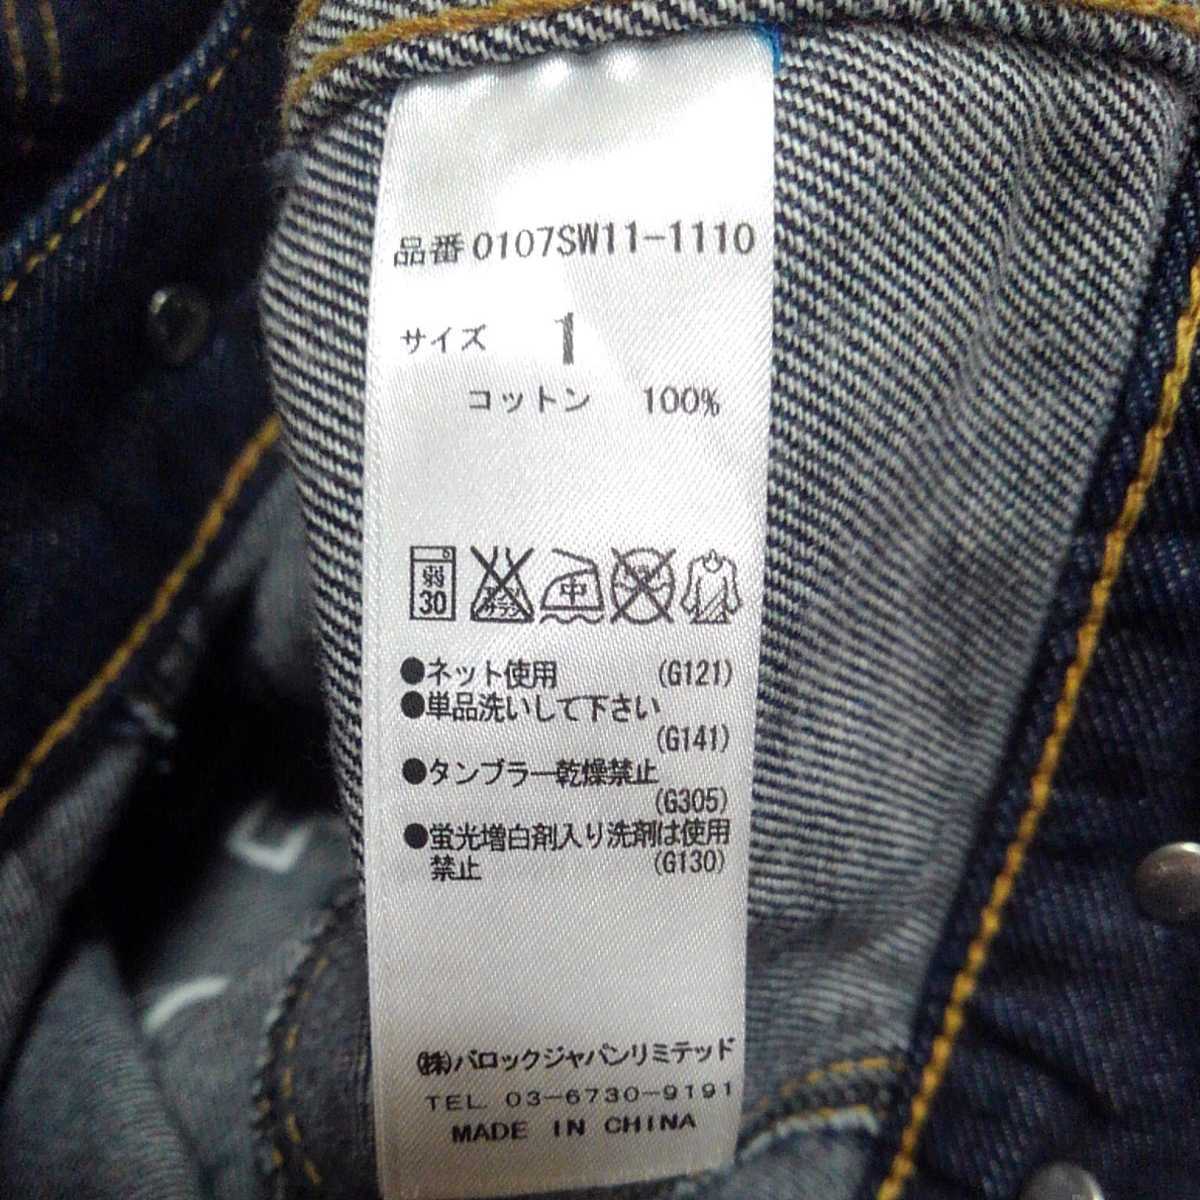 品番 0107SW11-1110
サイズ 1
コットン 100%
弱 30 中
●ネット使用 (G121)
●単品洗いして下さい
(G141)
●タンブラー乾燥禁止
(G305)
●蛍光増白剤入り洗剤は使用
禁止 (G130)
(株)バロックジャパンリミテッド
TEL 03-6730-9191
MADE IN CHINA